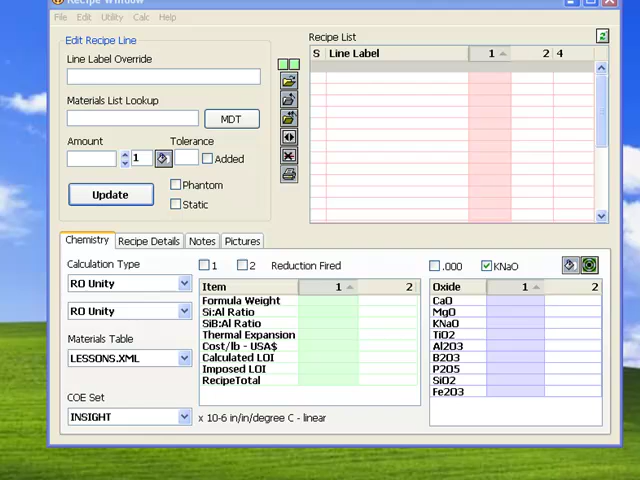 Recipe Window
File Edit Utility Calc Help
Edit Recipe Line
Line Label Override
Materials List Lookup
MDT
Amount
Tolerance
1
Added
Update
Phantom
Static
Recipe List
S Line Label 1 2 4
Chemistry Recipe Details Notes Pictures
Calculation Type
RO Unity
RO Unity
Materials Table
LESSONS.XML
COE Set
INSIGHT
x 10-6 in/in/degree C - linear
1 2 Reduction Fired
Item 1 2
Formula Weight
Si:Al Ratio
SiB:Al Ratio
Thermal Expansion
Cost/lb - USA$
Calculated LOI
Imposed LOI
RecipeTotal
.000 KNaO
Oxide 1 2
CaO
MgO
KNaO
TiO2
Al2O3
B2O3
P2O5
SiO2
Fe2O3